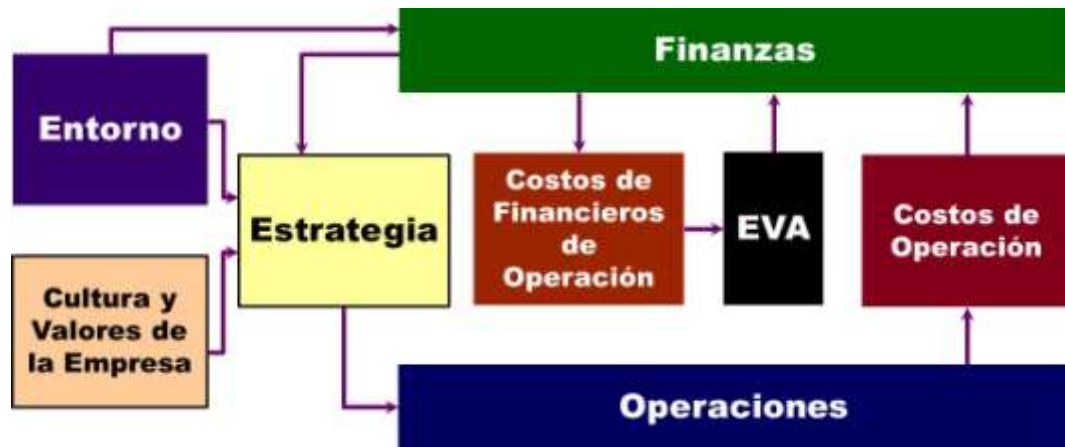 Finanzas
Entorno
Estrategia
Costos de
Financieros
de
Operación
EVA
Costos de
Operación
Cultura y
Valores de
la Empresa
Operaciones